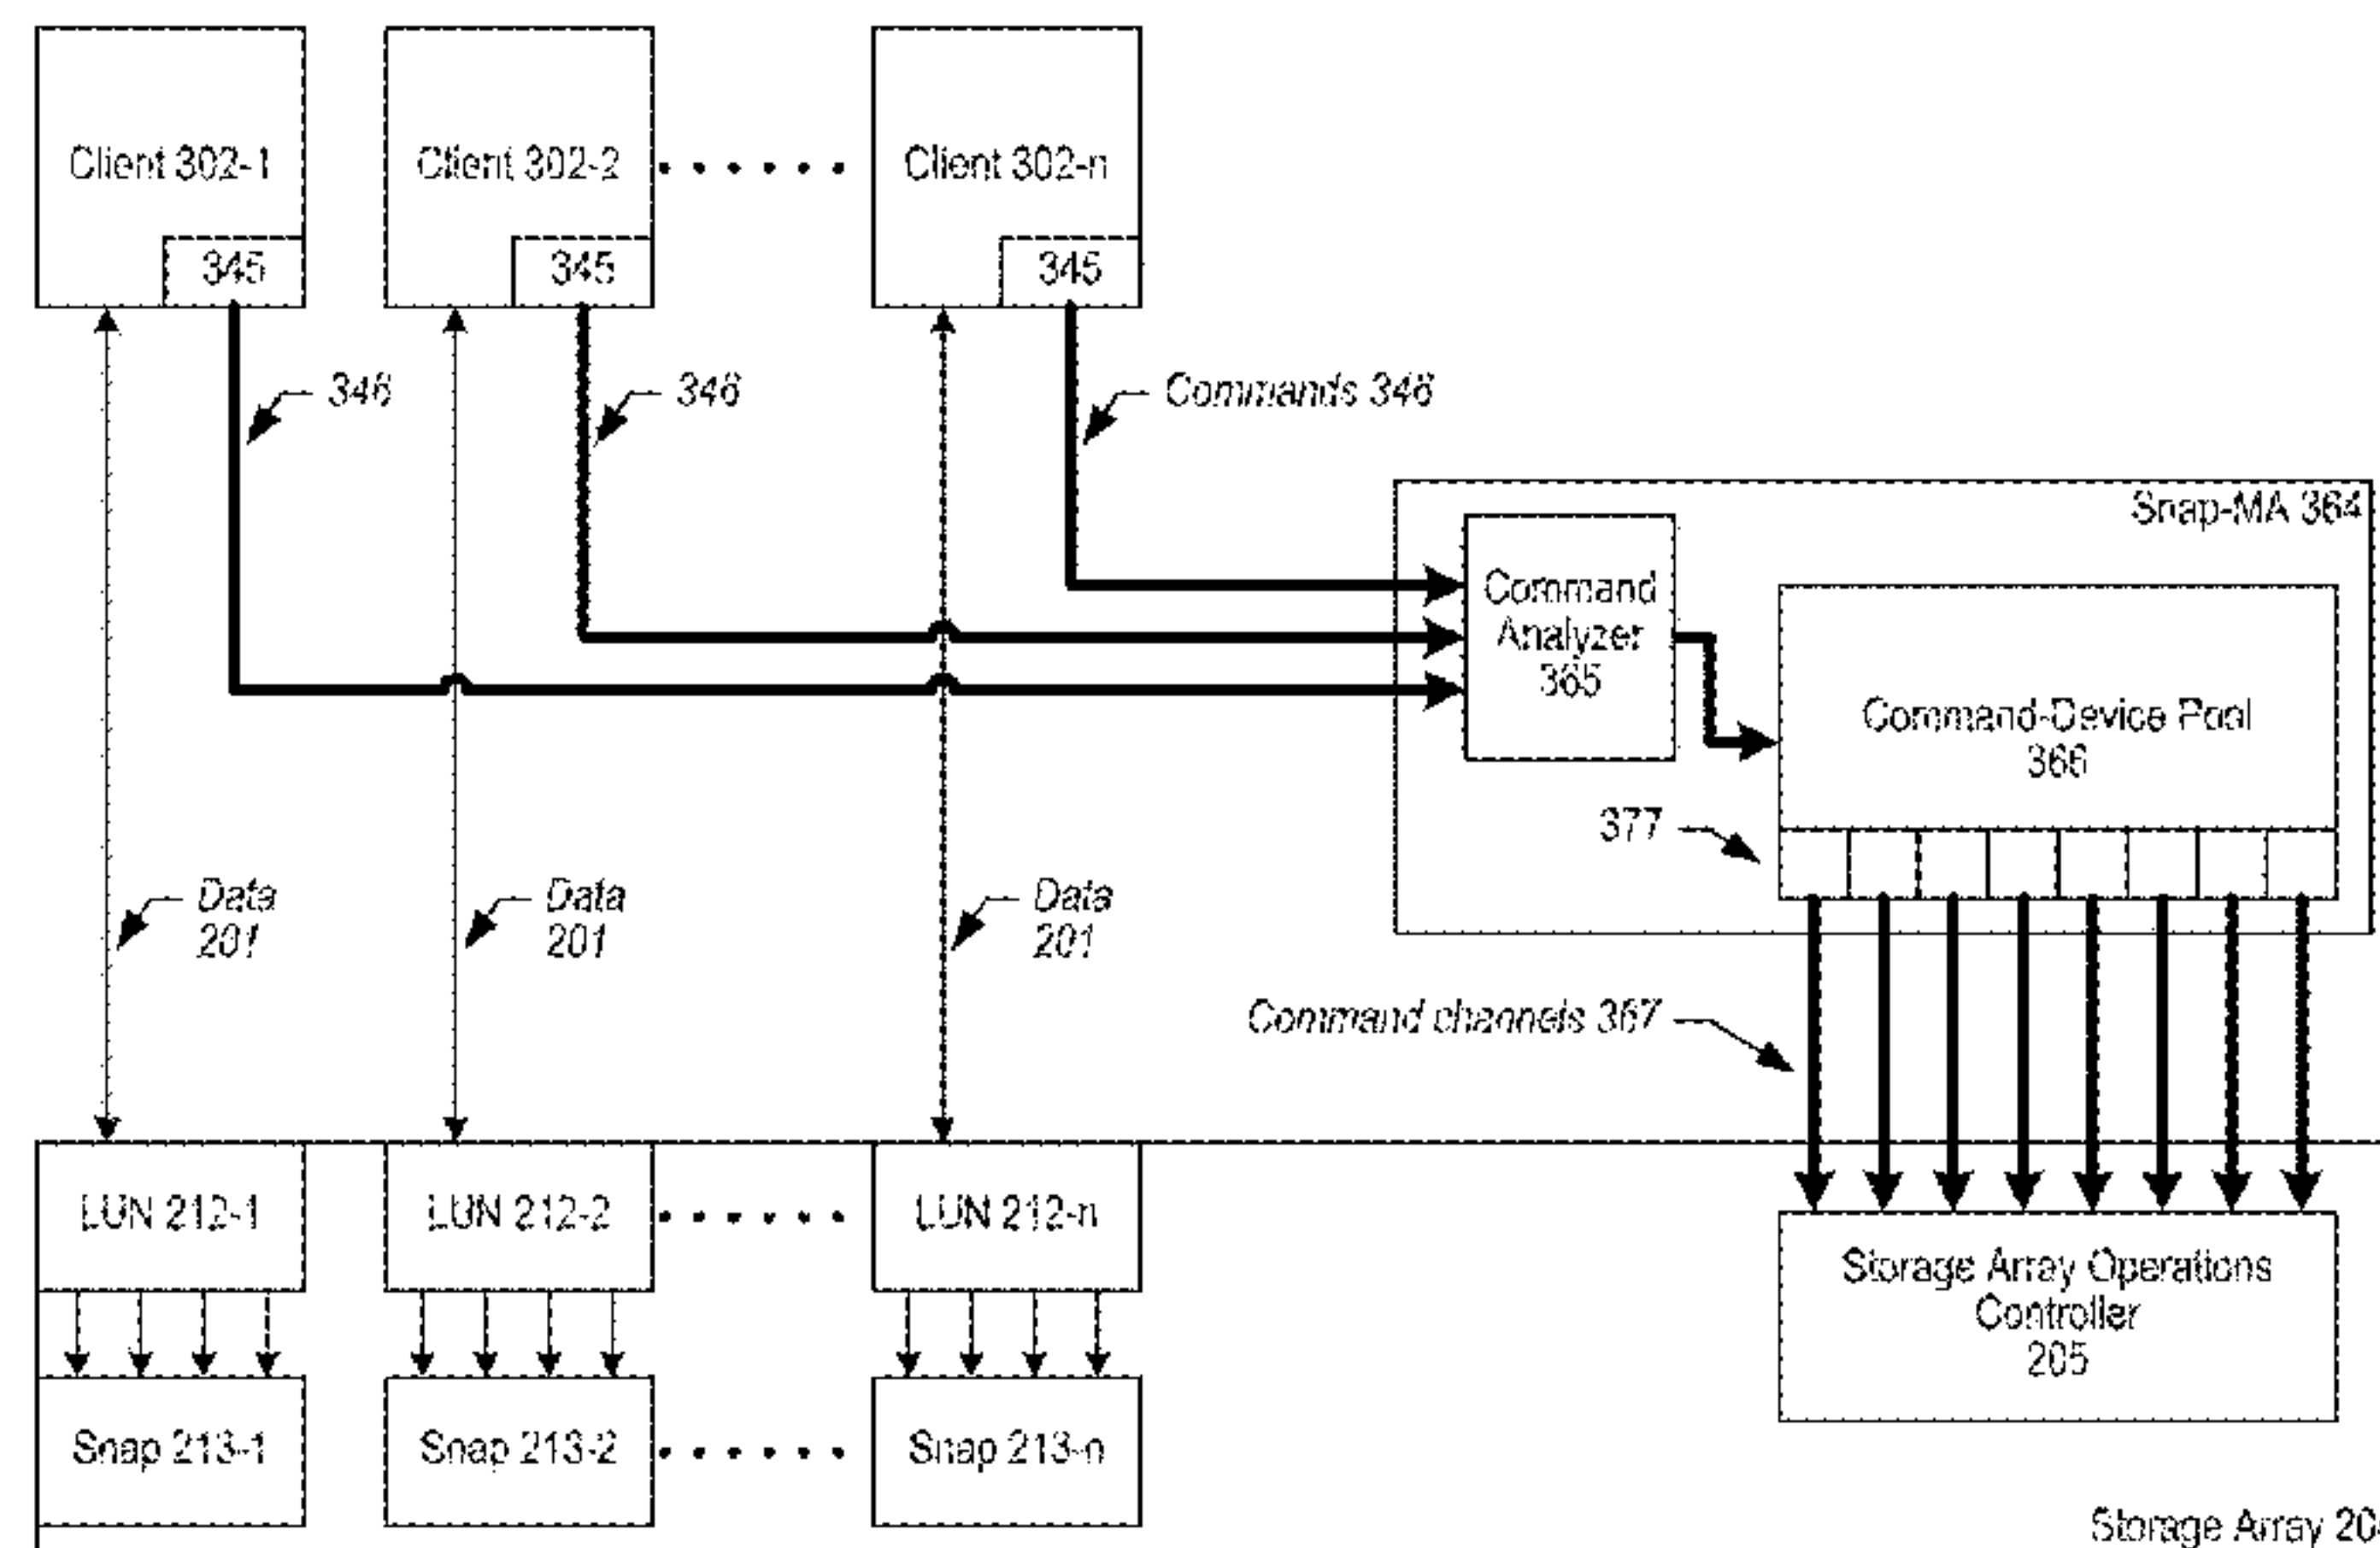 Client 302-1
Client 302-2
Client 302-n
345
345
345
346
346
Commands 346
Snap-MA 364
Command
Analyzer
365
Command-Device Pool
366
377
Data
201
Data
201
Data
201
Command channels 367
LUN 212-1
LUN 212-2
LUN 212-n
Storage Array Operations
Controller
205
Snap 213-1
Snap 213-2
Snap 213-n
Storage Array